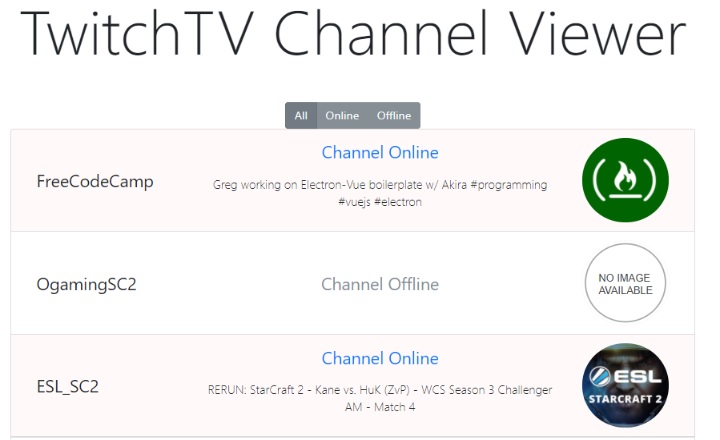 TwitchTV Channel Viewer
All Online Offline
Channel Online
FreeCodeCamp
Greg working on Electron-Vue boilerplate w/ Akira #programming
#vuejs #electron
OgamingSC2
Channel Offline
NO IMAGE
AVAILABLE
Channel Online
ESL_SC2
RERUN: StarCraft 2 - Kane vs. HuK (ZvP) - WCS Season 3 Challenger
AM - Match 4
ESL
STARCRAFT 2